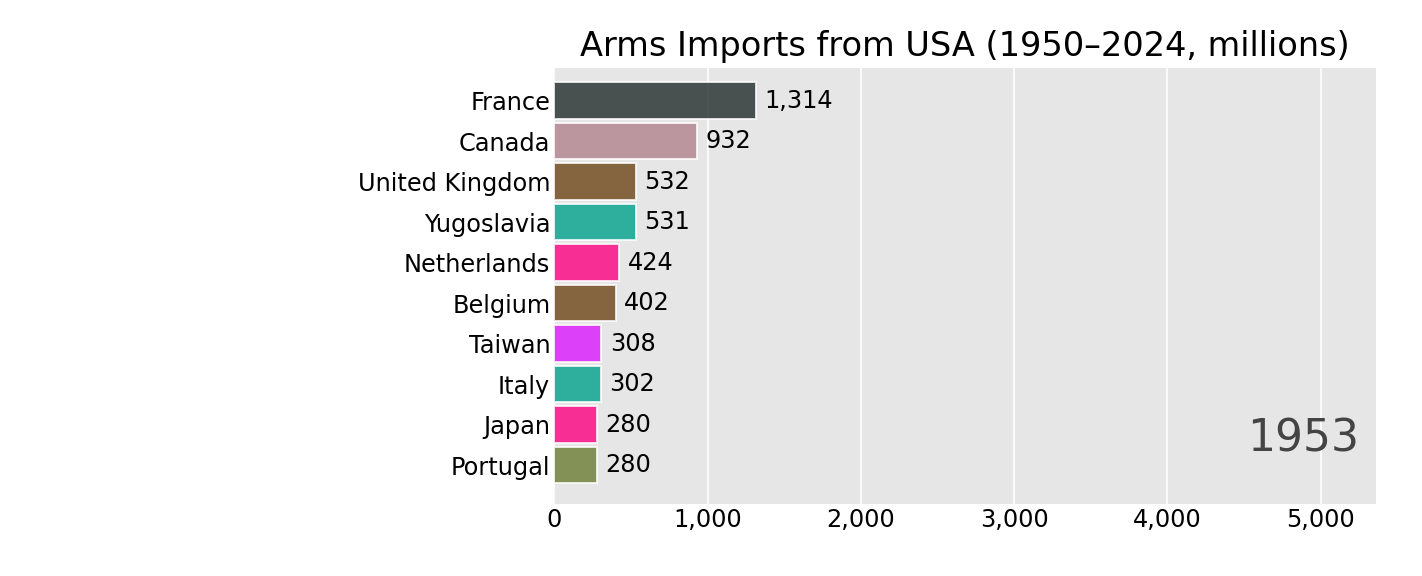 Arms Imports from USA (1950–2024, millions)
France 1,314
Canada 932
United Kingdom 532
Yugoslavia 531
Netherlands 424
Belgium 402
Taiwan 308
Italy 302
Japan 280
Portugal 280
1953
0 1,000 2,000 3,000 4,000 5,000